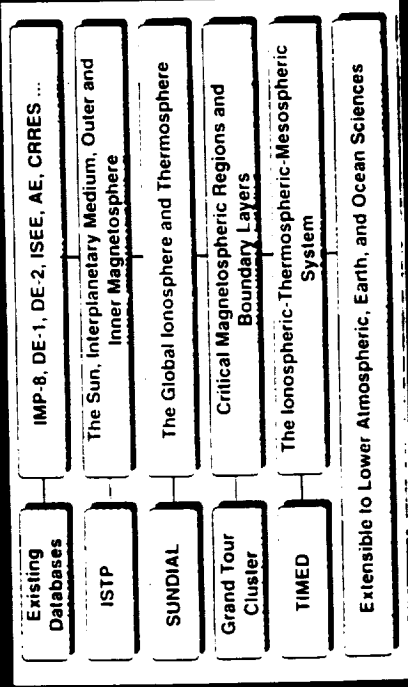 Existing
Databases
IMP-8, DE-1, DE-2, ISEE, AE, CRRES ...
ISTP
The Sun, Interplanetary Medium, Outer and
Inner Magnetosphere
SUNDIAL
The Global Ionosphere and Thermosphere
Grand Tour
Cluster
Critical Magnetospheric Regions and
Boundary Layers
TIMED
The Ionospheric-Thermospheric-Mesospheric
System
Extensible to Lower Atmospheric, Earth, and Ocean Sciences